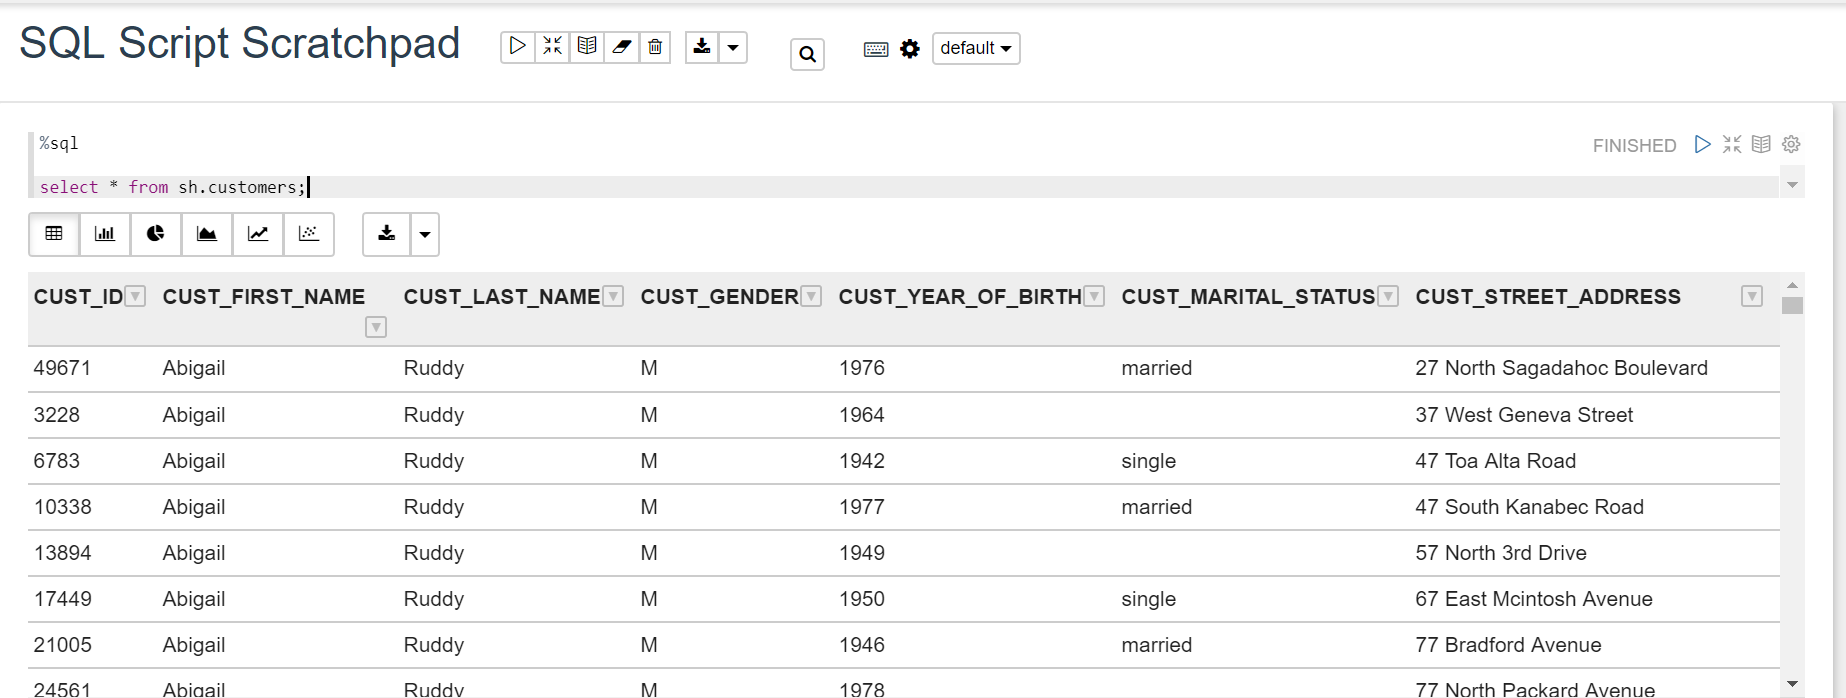 SQL Script Scratchpad
default
%sql
FINISHED
select * from sh.customers;
CUST_ID CUST_FIRST_NAME CUST_LAST_NAME CUST_GENDER CUST_YEAR_OF_BIRTH CUST_MARITAL_STATUS CUST_STREET_ADDRESS
49671 Abigail Ruddy M 1976 married 27 North Sagadahoc Boulevard
3228 Abigail Ruddy M 1964 37 West Geneva Street
6783 Abigail Ruddy M 1942 single 47 Toa Alta Road
10338 Abigail Ruddy M 1977 married 47 South Kanabec Road
13894 Abigail Ruddy M 1949 57 North 3rd Drive
17449 Abigail Ruddy M 1950 single 67 East Mcintosh Avenue
21005 Abigail Ruddy M 1946 married 77 Bradford Avenue
24561 Abigail Ruddy M 1978 77 North Packard Avenue